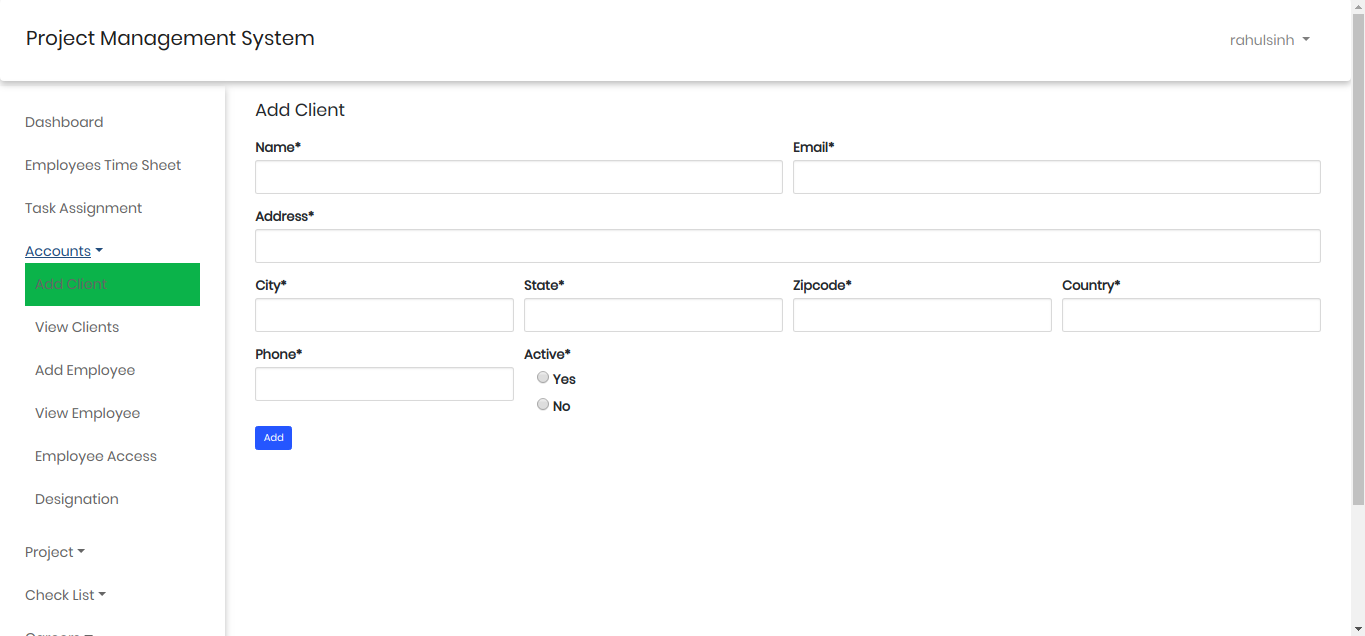 Project Management System
rahulsinh
Dashboard
Employees Time Sheet
Task Assignment
Accounts
Add Client
View Clients
Add Employee
View Employee
Employee Access
Designation
Project
Check List
Add Client
Name* Email*
Address*
City* State* Zipcode* Country*
Phone* Active*
Yes
No
Add